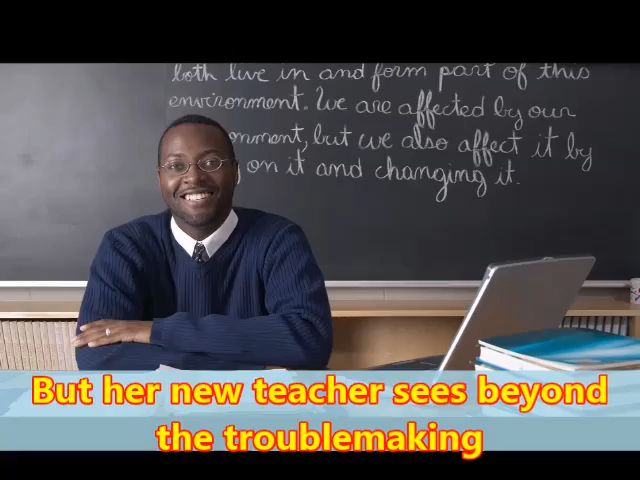 both live in and form part of this
environment. We are affected by our
onment, but we also affect it by
g on it and changing it.
But her new teacher sees beyond
the troublemaking